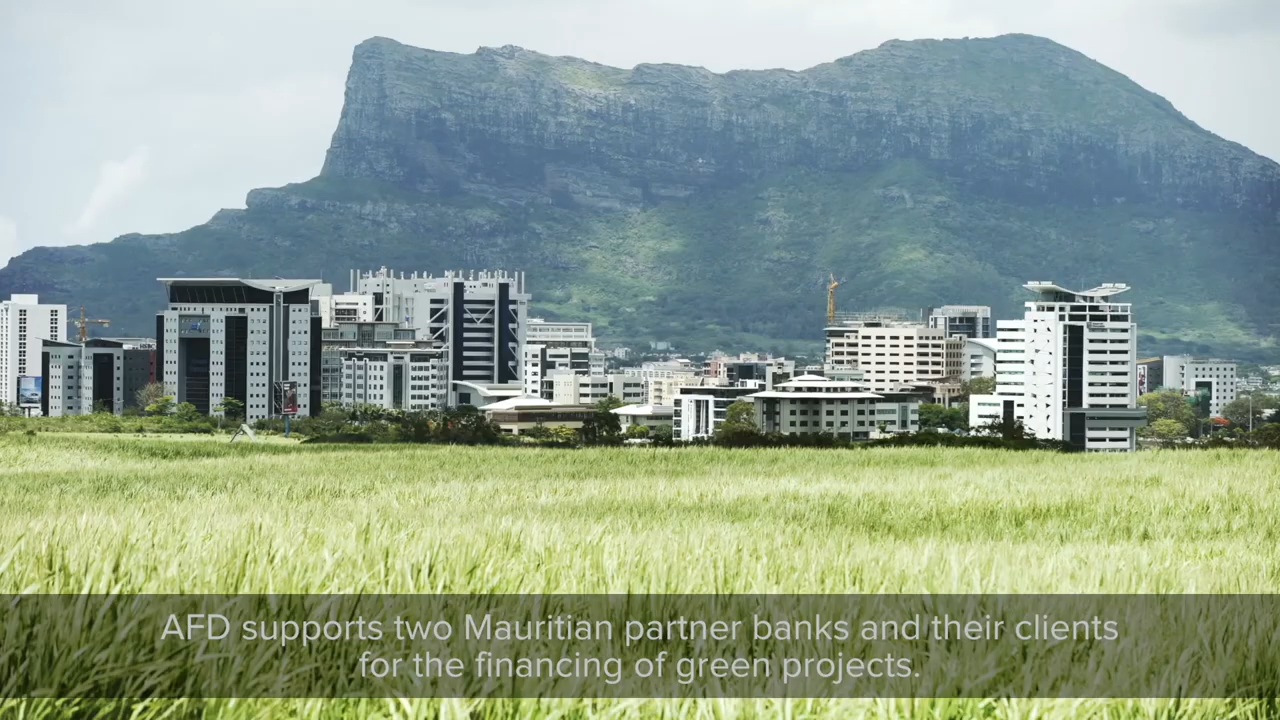 AFD supports two Mauritian partner banks and their clients
for the financing of green projects.